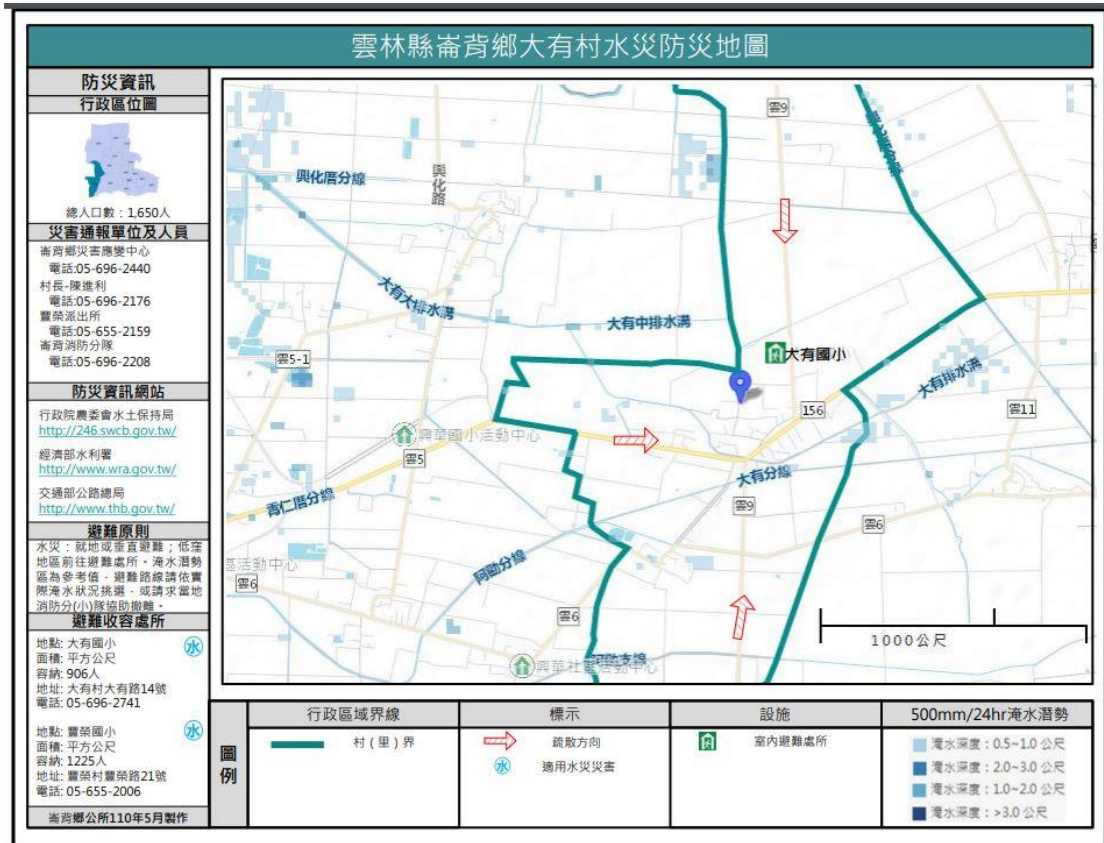 雲林縣崙背鄉大有村水災防災地圖
防災資訊
行政區位圖
總人口數：1,650人
災害通報單位及人員
崙背鄉災害應變中心
電話:05-696-2440
村長-陳進利
電話:05-696-2176
豐榮派出所
電話:05-655-2159
崙背消防分隊
電話:05-696-2208
防災資訊網站
行政院農委會水土保持局
http://246.swcb.gov.tw/
經濟部水利署
http://www.wra.gov.tw/
交通部公路總局
http://www.thb.gov.tw/
避難原則
水災：就地或垂直避難；低窪
地區前往避難處所。淹水潛勢
區為參考值，避難路線請依實
際淹水狀況挑選，或請求當地
消防分(小)隊協助撤離。
避難收容處所
地點: 大有國小
水
面積: 平方公尺
容納: 906人
地址: 大有村大有路14號
電話: 05-696-2741
地點: 豐榮國小
水
面積: 平方公尺
容納: 1225人
地址: 豐榮村豐榮路21號
電話: 05-655-2006
崙背鄉公所110年5月製作
雲9
興化厝分線
興化路
大有大排水溝
大有中排水溝
大有國小
雲5-1
大有排水溝
156
雲11
興華國小活動中心
雲5
大有分線
青仁厝分線
雲9
雲6
阿勸分線
區活動中心
雲6
雲6
1000公尺
興華社區活動中心
阿勸支線
圖例
行政區域界線
標示
設施
500mm/24hr淹水潛勢
村（里）界
疏散方向
水
適用水災災害
室內避難處所
淹水深度：0.5~1.0 公尺
淹水深度：2.0~3.0 公尺
淹水深度：1.0~2.0 公尺
淹水深度：>3.0 公尺